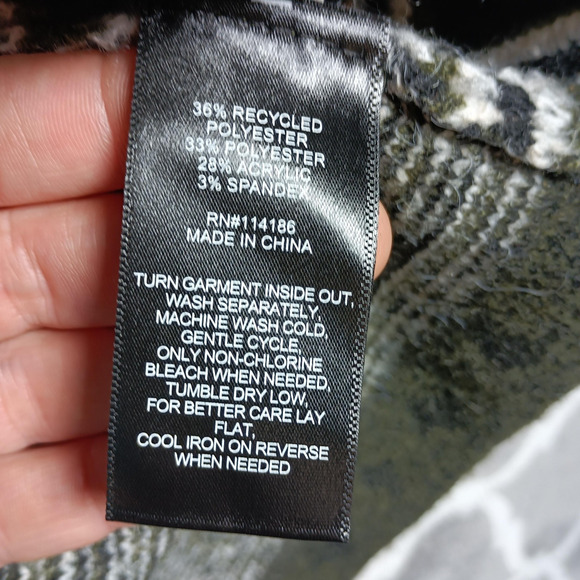 36% RECYCLED
POLYESTER
33% POLYESTER
28% ACRYLIC
3% SPANDEX
RN#114186
MADE IN CHINA
TURN GARMENT INSIDE OUT,
WASH SEPARATELY,
MACHINE WASH COLD,
GENTLE CYCLE,
ONLY NON-CHLORINE
BLEACH WHEN NEEDED,
TUMBLE DRY LOW,
FOR BETTER CARE LAY
FLAT,
COOL IRON ON REVERSE
WHEN NEEDED